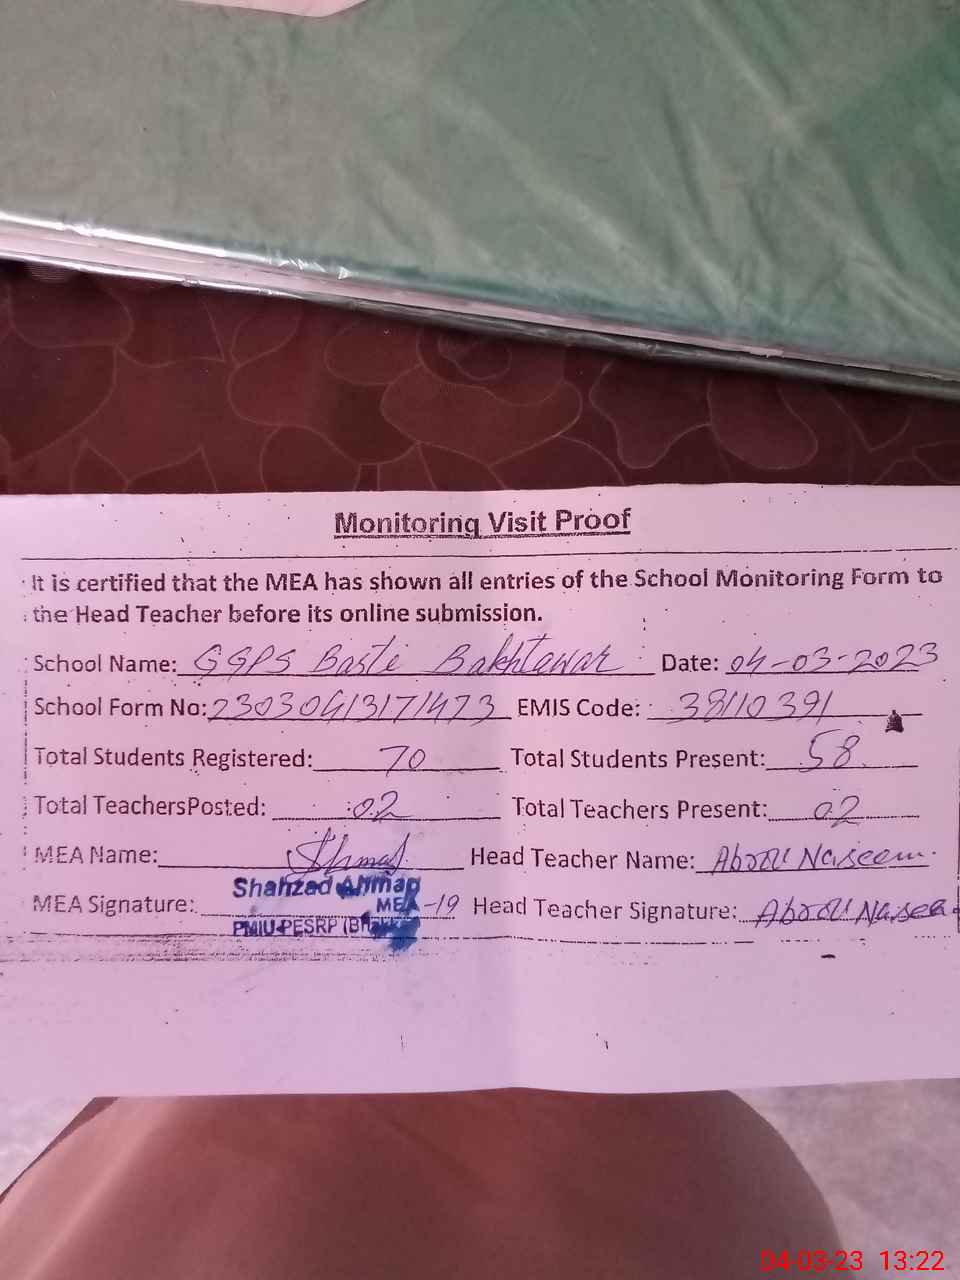 Monitoring Visit Proof
It is certified that the MEA has shown all entries of the School Monitoring Form to
the Head Teacher before its online submission.
School Name: GGPS Basti Bakhtawar Date: 04-03-2023
School Form No: 23030413171473 EMIS Code: 38110391
Total Students Registered: 70 Total Students Present: 58
Total TeachersPosted: 02 Total Teachers Present: 02
MEA Name: Head Teacher Name: Naseem
Shahzad Ahmad
MEA-19
MEA Signature: Head Teacher Signature:
PMIU-PESRP
04-03-23 13:22